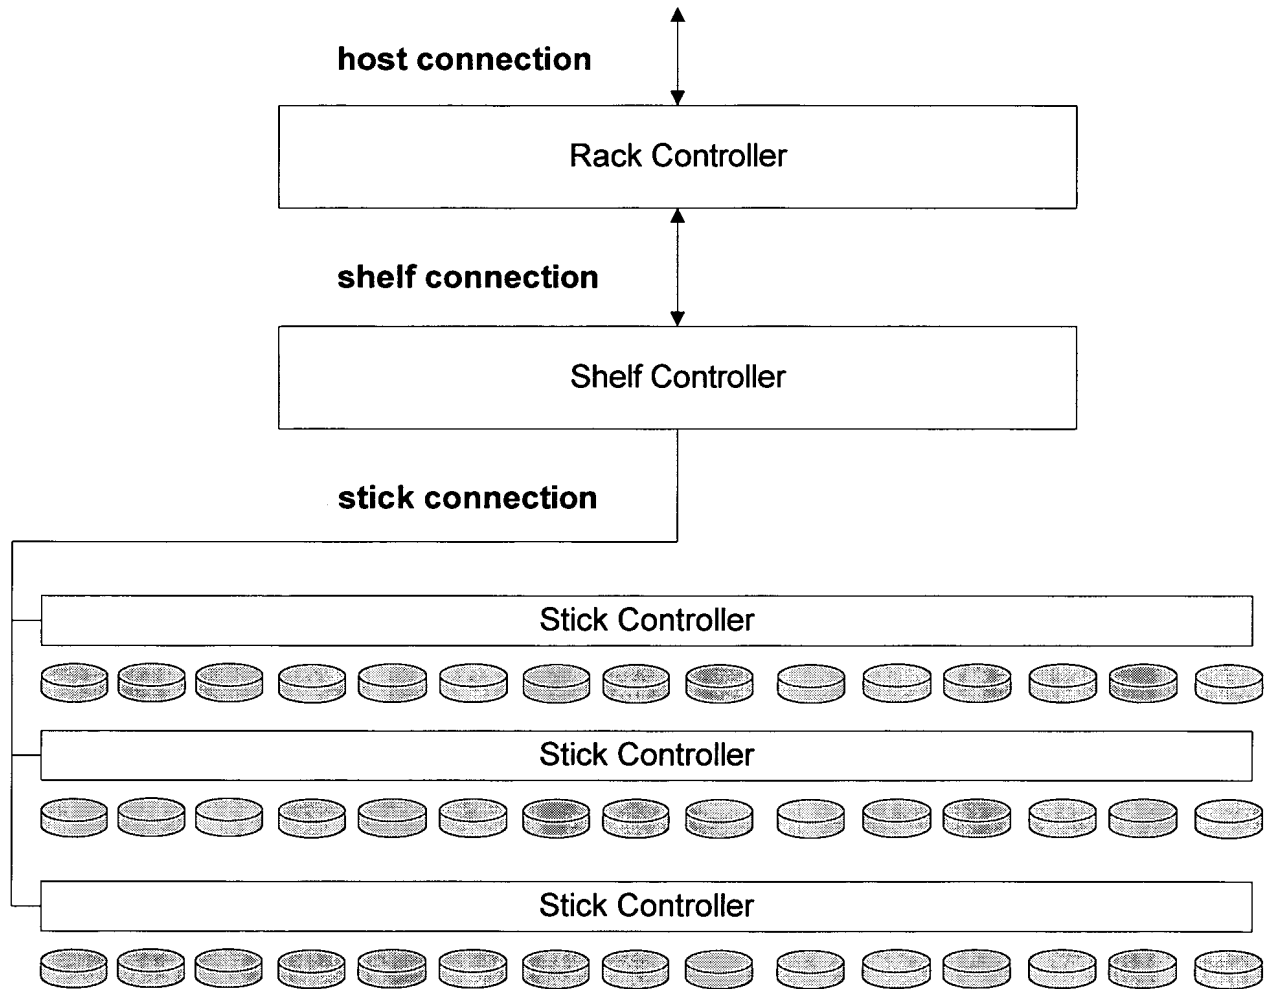 host connection
Rack Controller
shelf connection
Shelf Controller
stick connection
Stick Controller
Stick Controller
Stick Controller